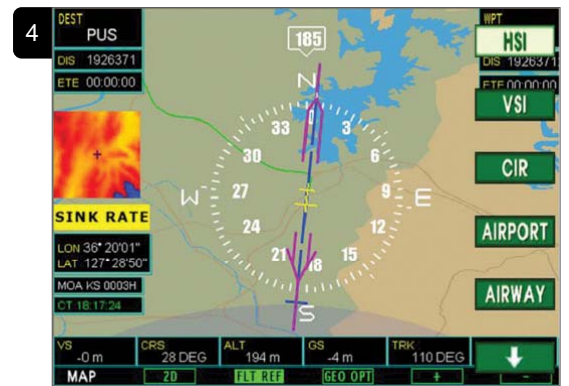 4
DEST
PUS
DIS 1926371
ETE 00:00:00
185
WPT
DIS 1926371
ETE 00:00:00
HSI
VSI
CIR
AIRPORT
AIRWAY
N
33
3
30
6
W
27
9
E
24
12
21
18
15
S
SINK RATE
LON 36°20'01"
LAT 127°28'50"
MOA KS 0003H
CT 18:17:24
VS
-0 m
CRS
28 DEG
ALT
194 m
GS
-4 m
TRK
110 DEG
MAP
2D
FLT REF
GEO OPT
+
-